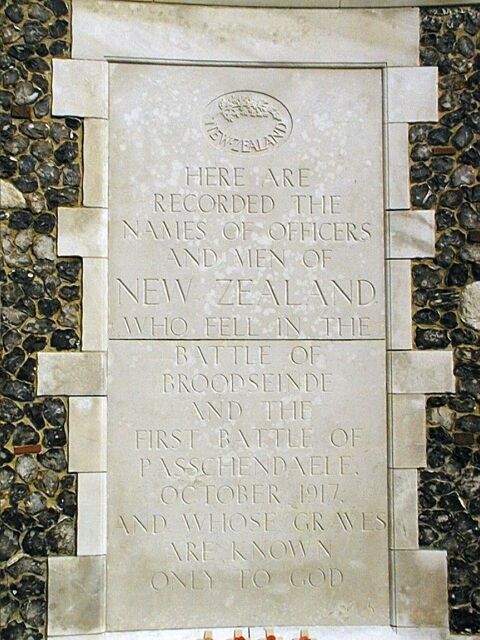 NEW·ZEALAND
HERE ARE
RECORDED THE
NAMES OF OFFICERS
AND MEN OF
NEW ZEALAND
WHO FELL IN THE
BATTLE OF
BROODSEINDE
AND THE
FIRST BATTLE OF
PASSCHENDAELE,
OCTOBER 1917,
AND WHOSE GRAVES
ARE KNOWN
ONLY TO GOD